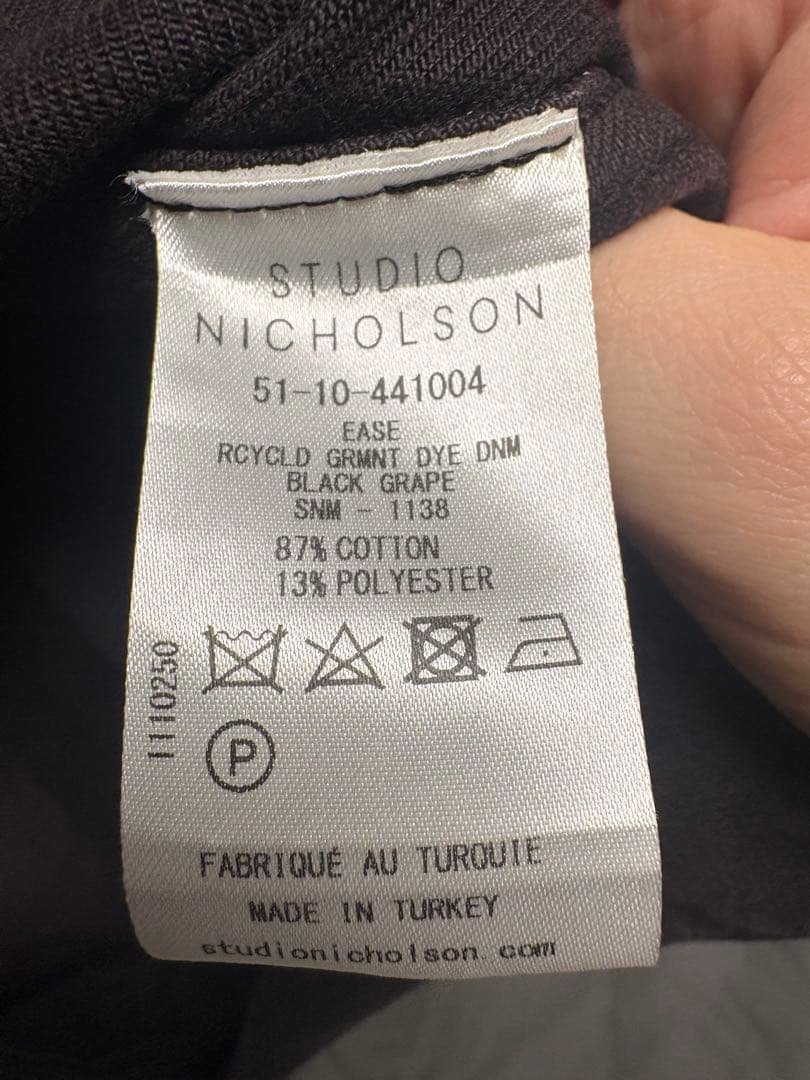 STUDIO
NICHOLSON
51-10-441004
EASE
RCYCLD GRMNT DYE DNM
BLACK GRAPE
SNM - 1138
87% COTTON
13% POLYESTER
1110250
P
FABRIQUÉ AU TURQUIE
MADE IN TURKEY
studionicholson.com